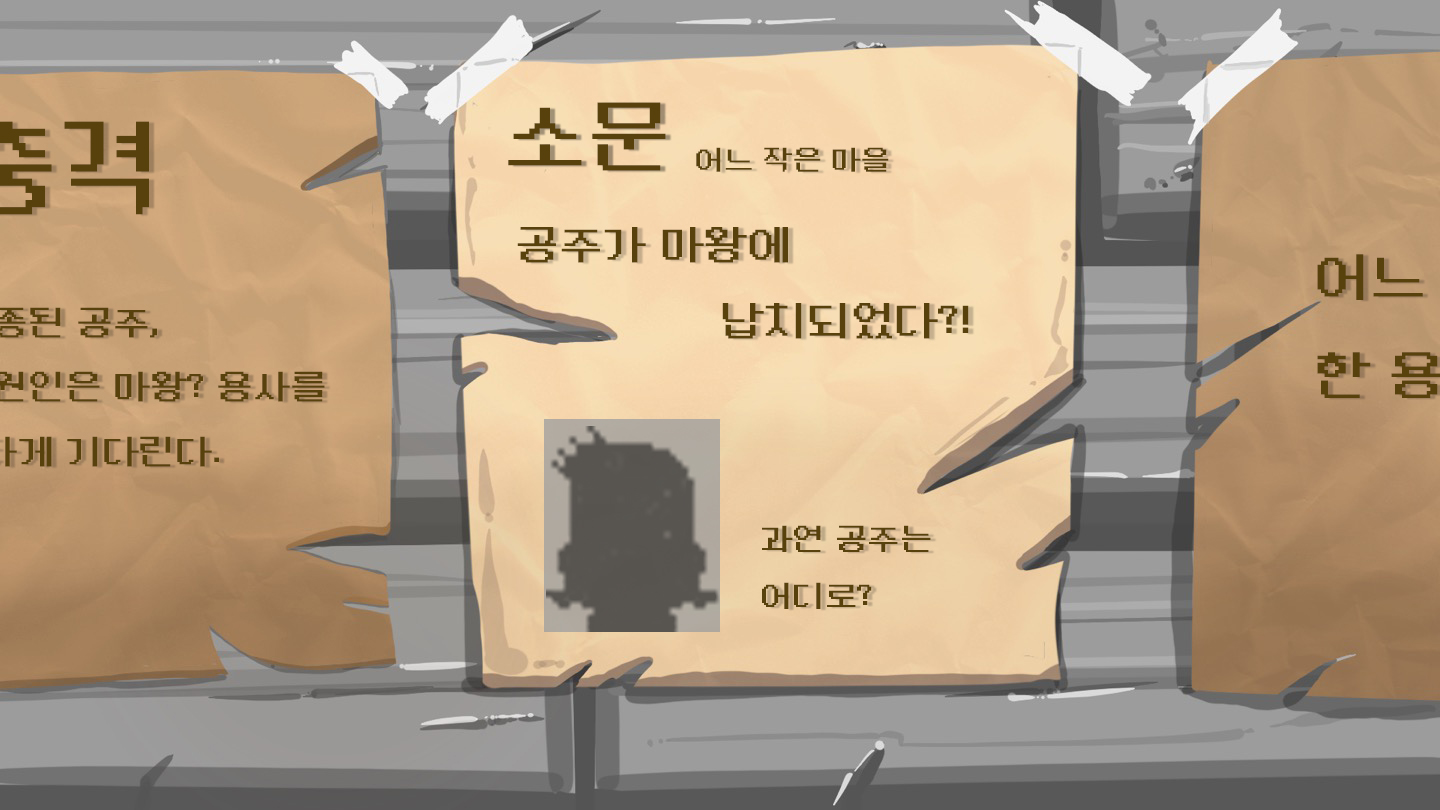 충격
종된 공주,
원인은 마왕? 용사를
하게 기다린다.
소문 어느 작은 마을
공주가 마왕에
납치되었다?!
과연 공주는
어디로?
어느
한 용